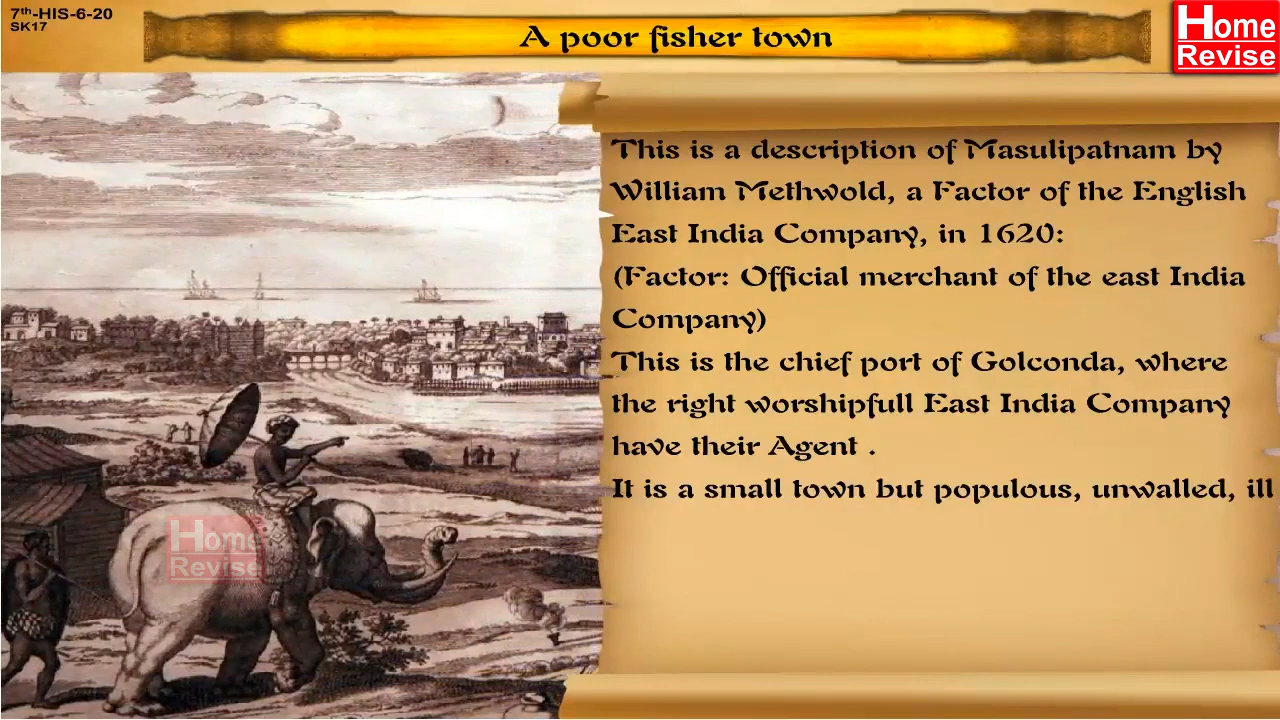 7th-HIS-6-20
SK17
A poor fisher town
Home
Revise
This is a description of Masulipatnam by
William Methwold, a Factor of the English
East India Company, in 1620:
(Factor: Official merchant of the east India
Company)
This is the chief port of Golconda, where
the right worshipfull East India Company
have their Agent .
It is a small town but populous, unwalled, ill
Home
Revise